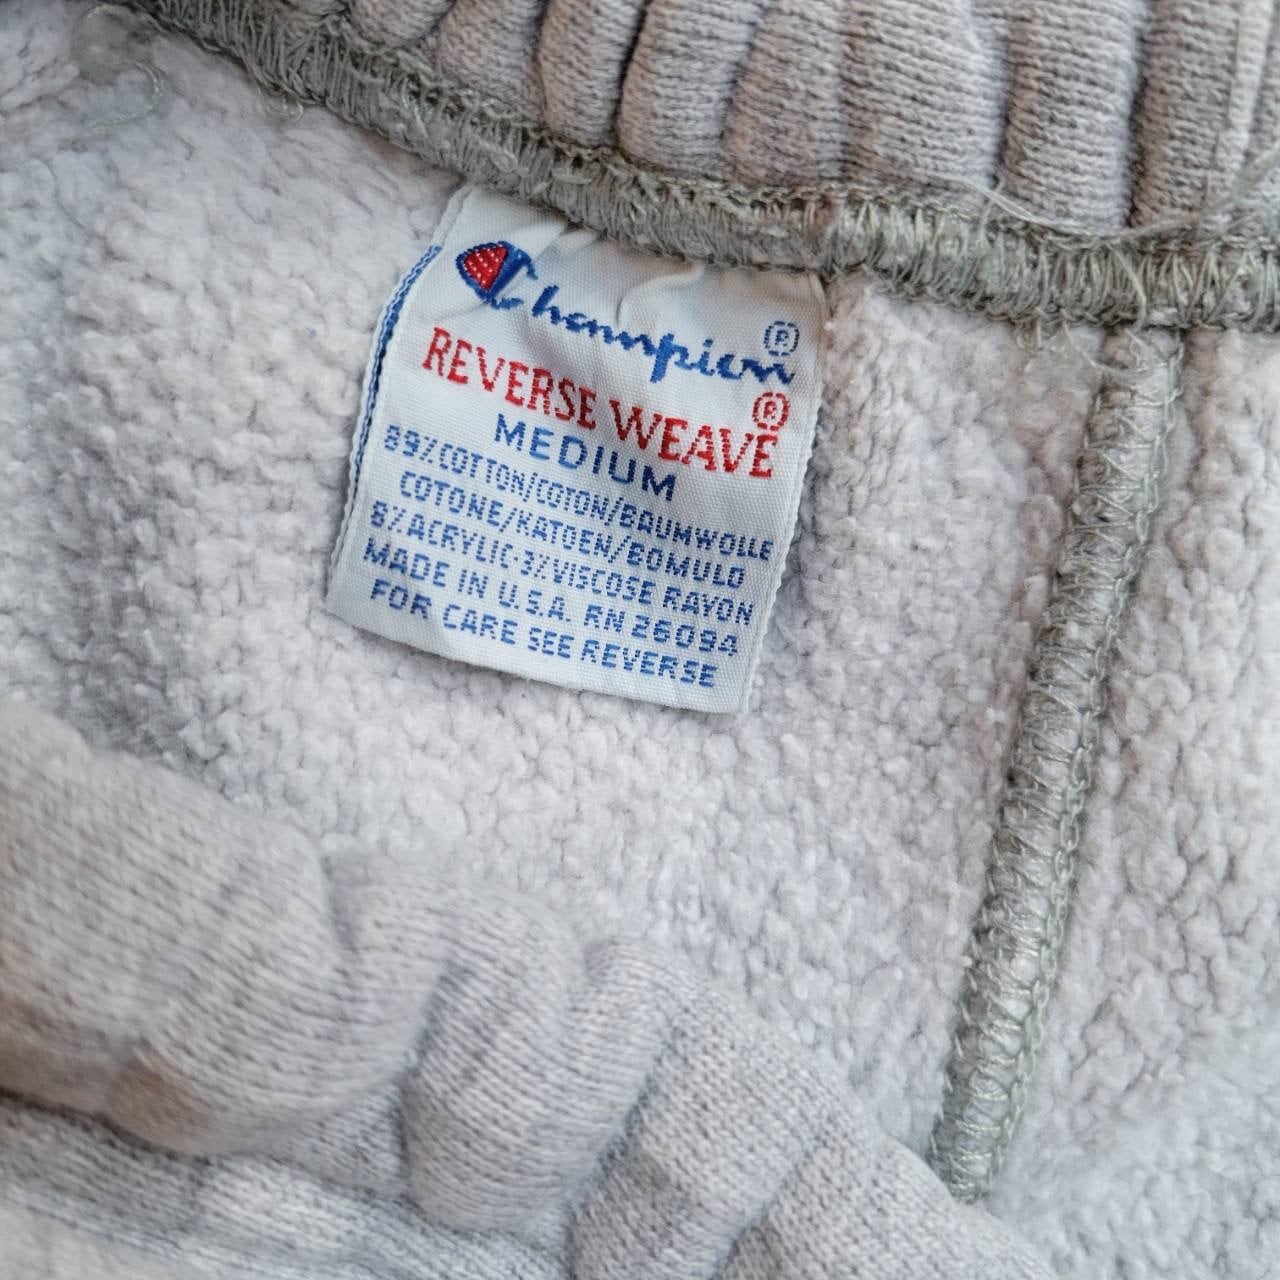 Champion®
REVERSE WEAVE®
MEDIUM
89% COTTON/COTON/BAUMWOLLE
COTONE/KATOEN/BOMULD
8% ACRYLIC-3% VISCOSE RAYON
MADE IN U.S.A. RN 26094
FOR CARE SEE REVERSE